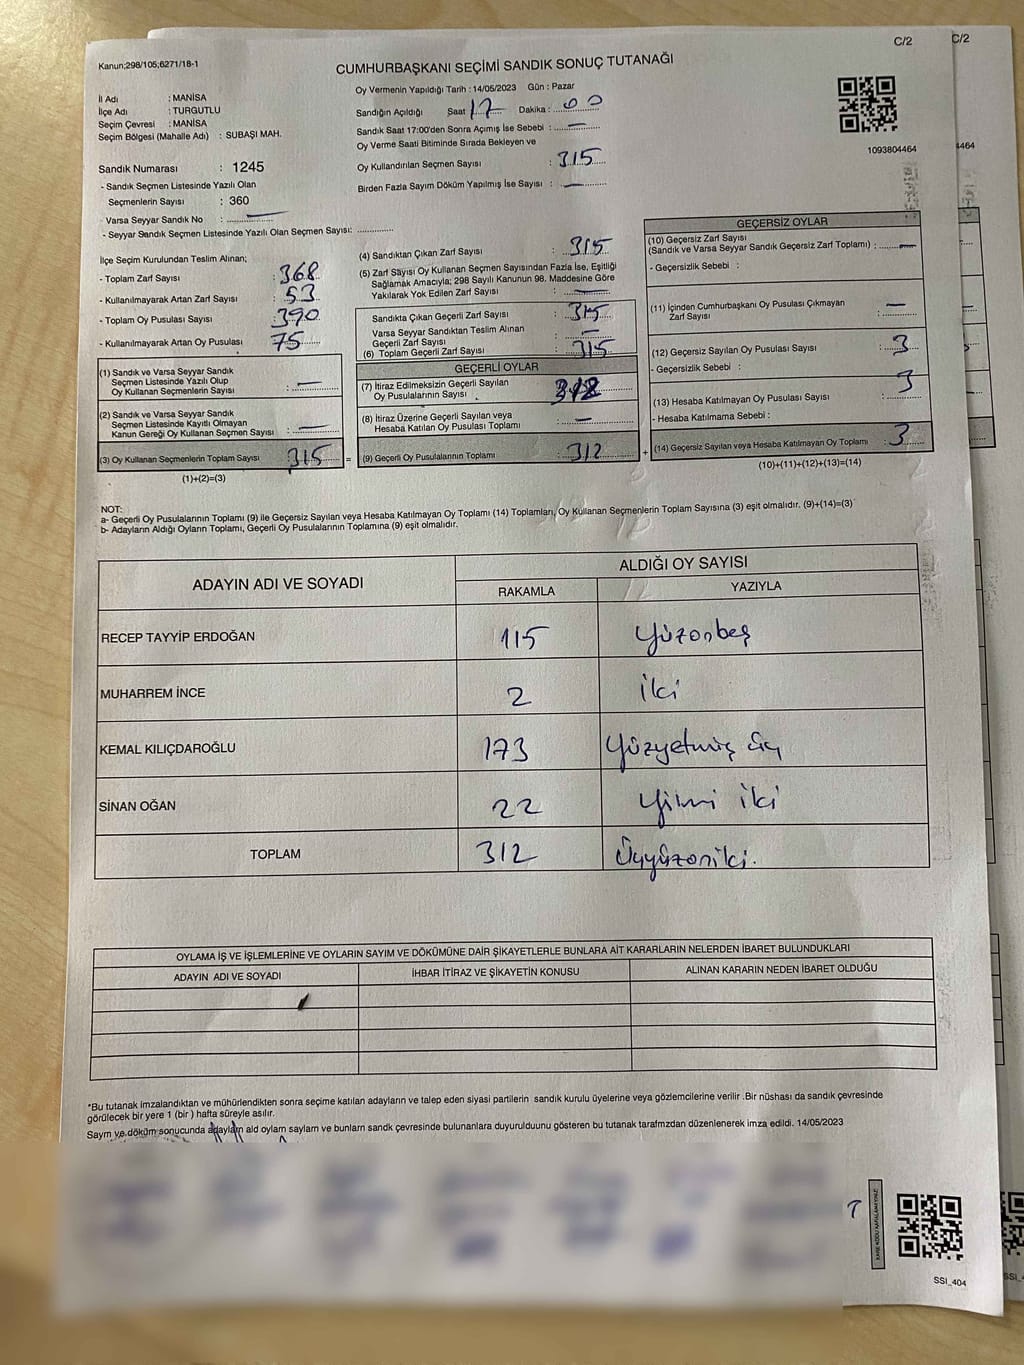 C/2
C/2
Kanun;298/105;6271/18-1
CUMHURBAŞKANI SEÇİMİ SANDIK SONUÇ TUTANAĞI
İl Adı : MANİSA
İlçe Adı : TURGUTLU
Seçim Çevresi : MANİSA
Seçim Bölgesi (Mahalle Adı) : SUBAŞI MAH.
Oy Vermenin Yapıldığı Tarih : 14/05/2023 Gün : Pazar
Sandığın Açıldığı Saat 17 Dakika : 00
Sandık Saat 17:00'den Sonra Açımış İse Sebebi : —
Oy Verme Saati Bitiminde Sırada Bekleyen ve
Oy Kullandırılan Seçmen Sayısı : 315
Birden Fazla Sayım Döküm Yapılmış İse Sayısı : —
1093804464
4464
Sandık Numarası : 1245
- Sandık Seçmen Listesinde Yazılı Olan
Seçmenlerin Sayısı : 360
- Varsa Seyyar Sandık No : —
- Seyyar Sandık Seçmen Listesinde Yazılı Olan Seçmen Sayısı:
İlçe Seçim Kurulundan Teslim Alınan;
- Toplam Zarf Sayısı : 368
- Kullanılmayarak Artan Zarf Sayısı : 53
- Toplam Oy Pusulası Sayısı : 390
- Kullanılmayarak Artan Oy Pusulası : 75
(4) Sandıktan Çıkan Zarf Sayısı : 315
(5) Zarf Sayısı Oy Kullanan Seçmen Sayısından Fazla İse, Eşitliği
Sağlamak Amacıyla; 298 Sayılı Kanunun 98. Maddesine Göre
Yakılarak Yok Edilen Zarf Sayısı : —
Sandıkta Çıkan Geçerli Zarf Sayısı : 315
Varsa Seyyar Sandıktan Teslim Alınan
Geçerli Zarf Sayısı : —
(6) Toplam Geçerli Zarf Sayısı : 315
GEÇERSİZ OYLAR
(10) Geçersiz Zarf Sayısı
(Sandık ve Varsa Seyyar Sandık Geçersiz Zarf Toplamı) : —
- Geçersizlik Sebebi :
(11) İçinden Cumhurbaşkanı Oy Pusulası Çıkmayan
Zarf Sayısı : —
(12) Geçersiz Sayılan Oy Pusulası Sayısı : 3
- Geçersizlik Sebebi :
(13) Hesaba Katılmayan Oy Pusulası Sayısı : 3
- Hesaba Katılmama Sebebi :
(14) Geçersiz Sayılan veya Hesaba Katılmayan Oy Toplamı : 3
(10)+(11)+(12)+(13)=(14)
(1) Sandık ve Varsa Seyyar Sandık
Seçmen Listesinde Yazılı Olup
Oy Kullanan Seçmenlerin Sayısı : —
(2) Sandık ve Varsa Seyyar Sandık
Seçmen Listesinde Kayıtlı Olmayan
Kanun Gereği Oy Kullanan Seçmen Sayısı : —
(3) Oy Kullanan Seçmenlerin Toplam Sayısı 315 =
(1)+(2)=(3)
GEÇERLİ OYLAR
(7) İtiraz Edilmeksizin Geçerli Sayılan
Oy Pusulalarının Sayısı : 312
(8) İtiraz Üzerine Geçerli Sayılan veya
Hesaba Katılan Oy Pusulası Toplamı : —
(9) Geçerli Oy Pusulalarının Toplamı : 312 +
NOT:
a- Geçerli Oy Pusulalarının Toplamı (9) ile Geçersiz Sayılan veya Hesaba Katılmayan Oy Toplamı (14) Toplamları, Oy Kullanan Seçmenlerin Toplam Sayısına (3) eşit olmalıdır. (9)+(14)=(3)
b- Adayların Aldığı Oyların Toplamı, Geçerli Oy Pusulalarının Toplamına (9) eşit olmalıdır.
ADAYIN ADI VE SOYADI
ALDIĞI OY SAYISI
RAKAMLA YAZIYLA
RECEP TAYYİP ERDOĞAN 115 Yüzonbeş
MUHARREM İNCE 2 İki
KEMAL KILIÇDAROĞLU 173 Yüzyetmiş üç
SİNAN OĞAN 22 Yirmi iki
TOPLAM 312 Üçyüzoniki.
OYLAMA İŞ VE İŞLEMLERİNE VE OYLARIN SAYIM VE DÖKÜMÜNE DAİR ŞİKAYETLERLE BUNLARA AİT KARARLARIN NELERDEN İBARET BULUNDUKLARI
ADAYIN ADI VE SOYADI İHBAR İTİRAZ VE ŞİKAYETİN KONUSU ALINAN KARARIN NEDEN İBARET OLDUĞU
*Bu tutanak imzalandıktan ve mühürlendikten sonra seçime katılan adayların ve talep eden siyasi partilerin sandık kurulu üyelerine veya gözlemcilerine verilir .Bir nüshası da sandık çevresinde
görülecek bir yere 1 (bir ) hafta süreyle asılır.
Saym ve döküm sonucunda adayların ald oylarn saylarn ve bunlarn sandk çevresinde bulunanlara duyurulduunu gösteren bu tutanak tarafmzdan düzenlenerek imza edildi. 14/05/2023
SSI_404